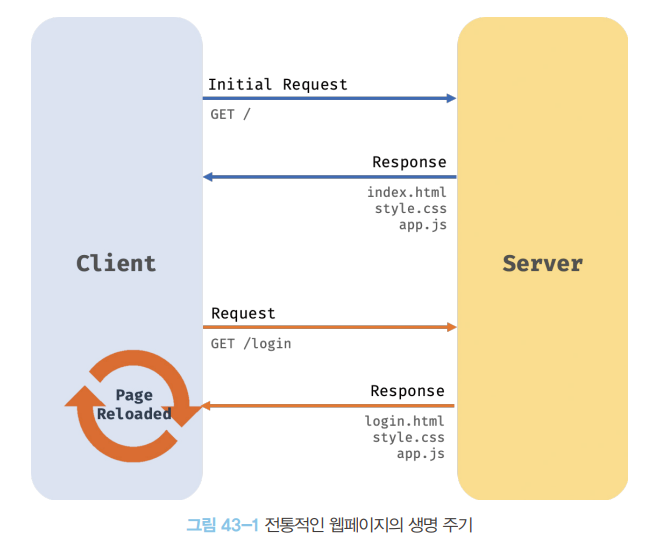 Initial Request
GET /
Response
index.html
style.css
app.js
Client
Server
Request
GET /login
Page
Reloaded
Response
login.html
style.css
app.js
그림 43-1 전통적인 웹페이지의 생명 주기